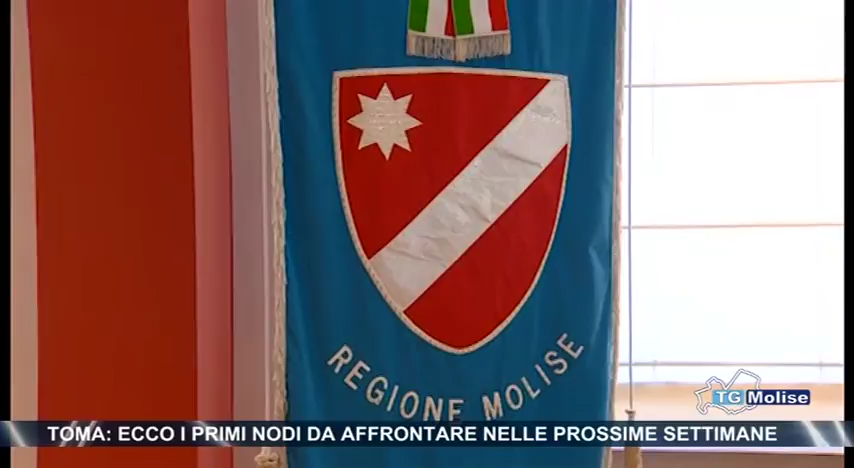 REGIONE MOLISE
TG Molise
TOMA: ECCO I PRIMI NODI DA AFFRONTARE NELLE PROSSIME SETTIMANE